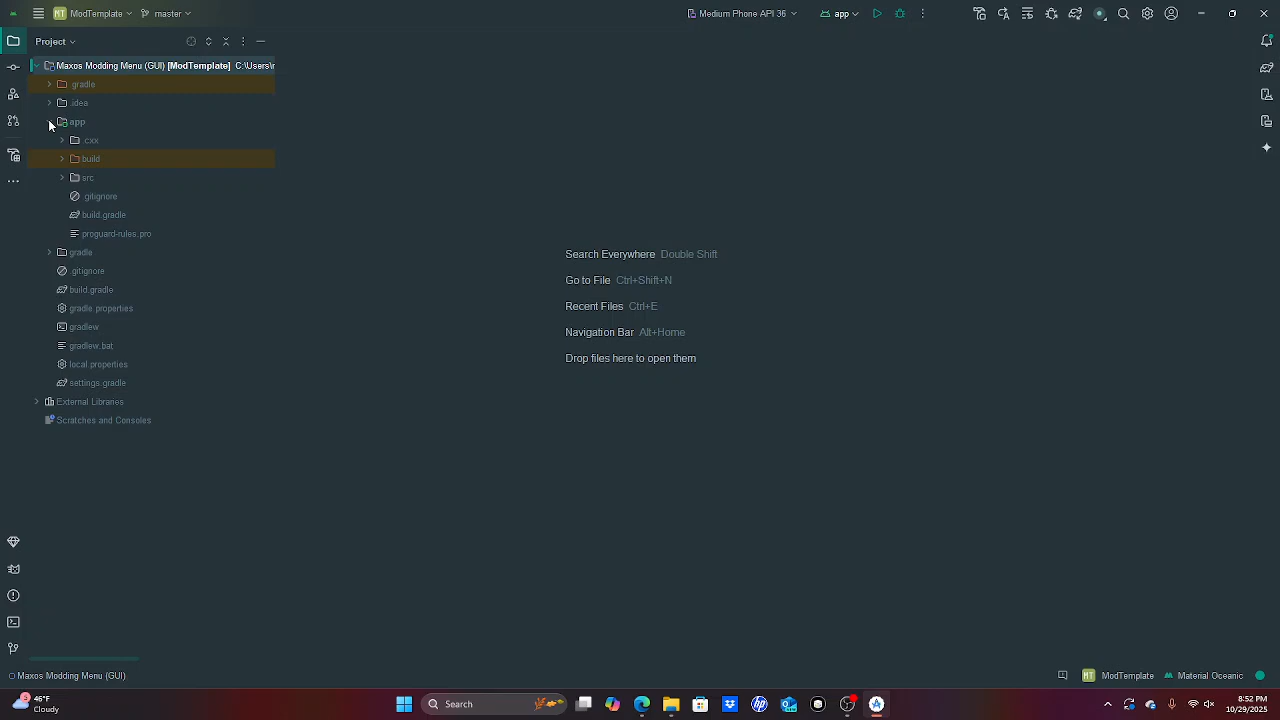 MT ModTemplate master Medium Phone API 36 app
Project
Maxos Modding Menu (GUI) [ModTemplate] C:\Users\r
.gradle
.idea
app
.cxx
build
src
.gitignore
build.gradle
proguard-rules.pro
gradle
.gitignore
build.gradle
gradle.properties
gradlew
gradlew.bat
local.properties
settings.gradle
External Libraries
Scratches and Consoles
Search Everywhere Double Shift
Go to File Ctrl+Shift+N
Recent Files Ctrl+E
Navigation Bar Alt+Home
Drop files here to open them
Maxos Modding Menu (GUI) MT ModTemplate Material Oceanic
46°F
Cloudy
Search
8:52 PM
10/29/2025